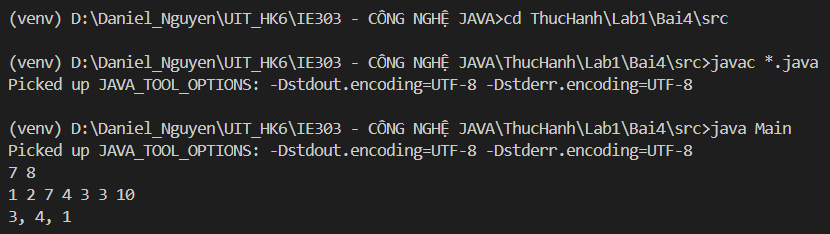 (venv) D:\Daniel_Nguyen\UIT_HK6\IE303 - CÔNG NGHỆ JAVA>cd ThucHanh\Lab1\Bai4\src
(venv) D:\Daniel_Nguyen\UIT_HK6\IE303 - CÔNG NGHỆ JAVA\ThucHanh\Lab1\Bai4\src>javac *.java
Picked up JAVA_TOOL_OPTIONS: -Dstdout.encoding=UTF-8 -Dstderr.encoding=UTF-8
(venv) D:\Daniel_Nguyen\UIT_HK6\IE303 - CÔNG NGHỆ JAVA\ThucHanh\Lab1\Bai4\src>java Main
Picked up JAVA_TOOL_OPTIONS: -Dstdout.encoding=UTF-8 -Dstderr.encoding=UTF-8
7 8
1 2 7 4 3 3 10
3, 4, 1